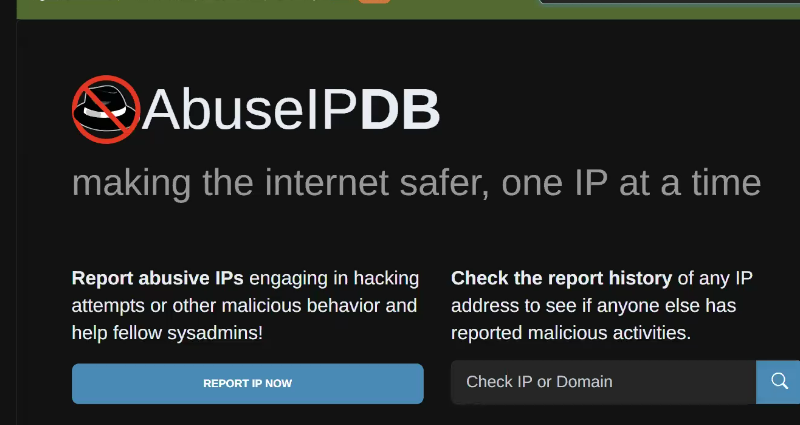 AbuseIPDB
making the internet safer, one IP at a time
Report abusive IPs engaging in hacking
attempts or other malicious behavior and
help fellow sysadmins!
REPORT IP NOW
Check the report history of any IP
address to see if anyone else has
reported malicious activities.
Check IP or Domain